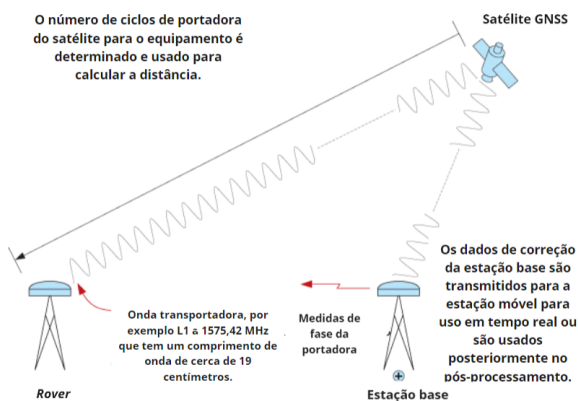 O número de ciclos de portadora
do satélite para o equipamento é
determinado e usado para
calcular a distância.
Satélite GNSS
Os dados de correção
da estação base são
transmitidos para a
estação móvel para
uso em tempo real ou
são usados
posteriormente no
pós-processamento.
Onda transportadora, por
exemplo L1 a 1575,42 MHz
que tem um comprimento de
onda de cerca de 19
centímetros.
Medidas de
fase da
portadora
Rover
Estação base